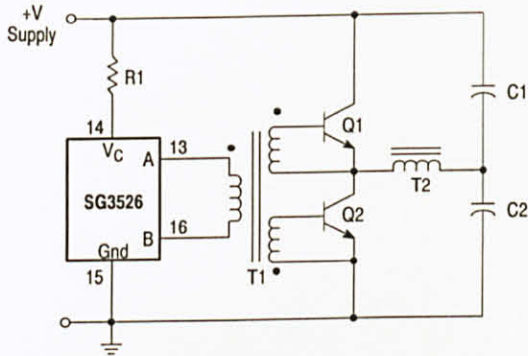 +V
Supply
R1
C1
14
VC
A
13
Q1
SG3526
T2
B
16
Q2
C2
Gnd
15
T1